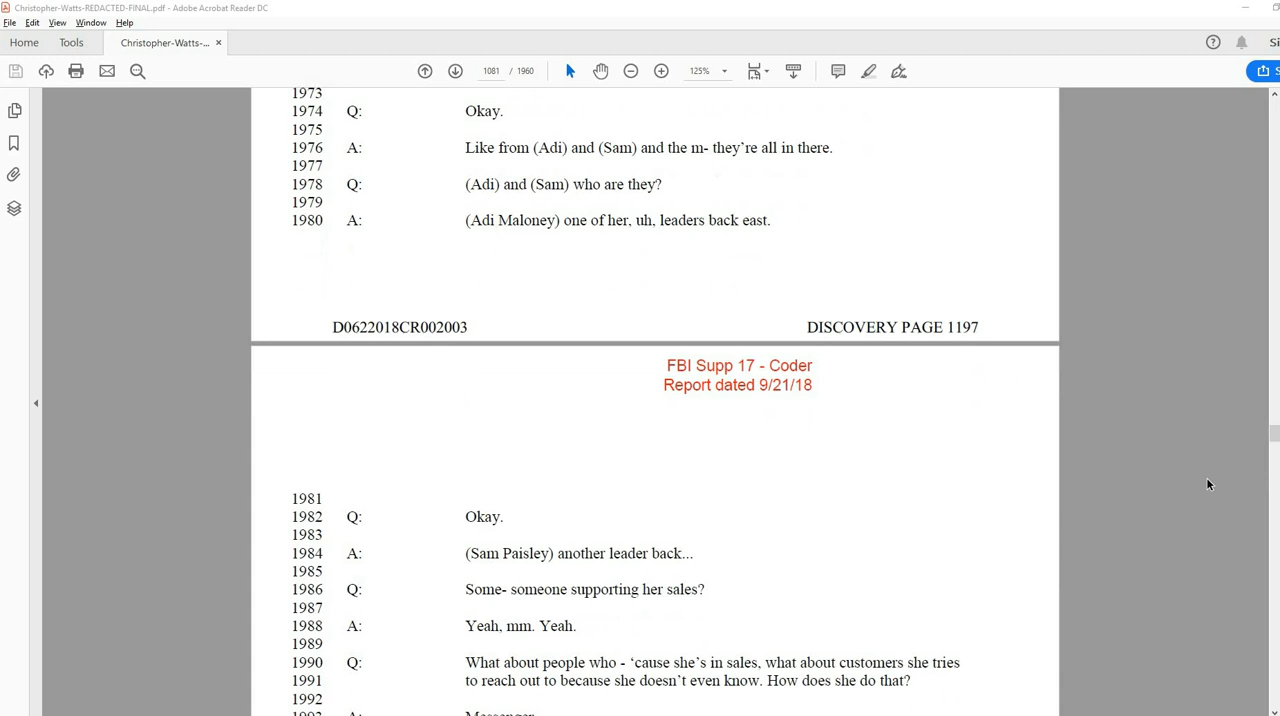 Christopher-Watts-REDACTED-FINAL.pdf - Adobe Acrobat Reader DC
File Edit View Window Help
Home Tools Christopher-Watts-... ×
1081 / 1960 125%
1973
1974 Q: Okay.
1975
1976 A: Like from (Adi) and (Sam) and the m- they're all in there.
1977
1978 Q: (Adi) and (Sam) who are they?
1979
1980 A: (Adi Maloney) one of her, uh, leaders back east.
D0622018CR002003 DISCOVERY PAGE 1197
FBI Supp 17 - Coder
Report dated 9/21/18
1981
1982 Q: Okay.
1983
1984 A: (Sam Paisley) another leader back...
1985
1986 Q: Some- someone supporting her sales?
1987
1988 A: Yeah, mm. Yeah.
1989
1990 Q: What about people who - ‘cause she’s in sales, what about customers she tries
1991 to reach out to because she doesn’t even know. How does she do that?
1992
1993 A: Messenger.